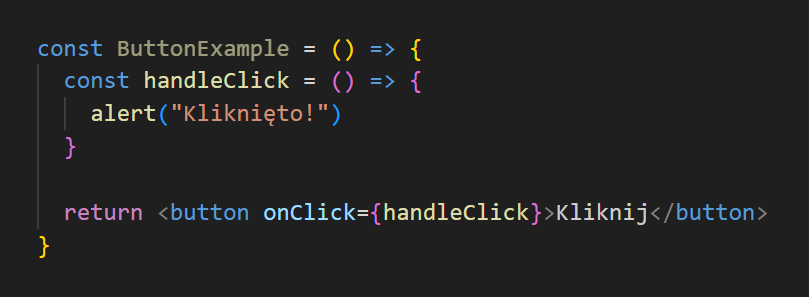 const ButtonExample = () => {
const handleClick = () => {
alert("Kliknięto!")
}
return <button onClick={handleClick}>Kliknij</button>
}